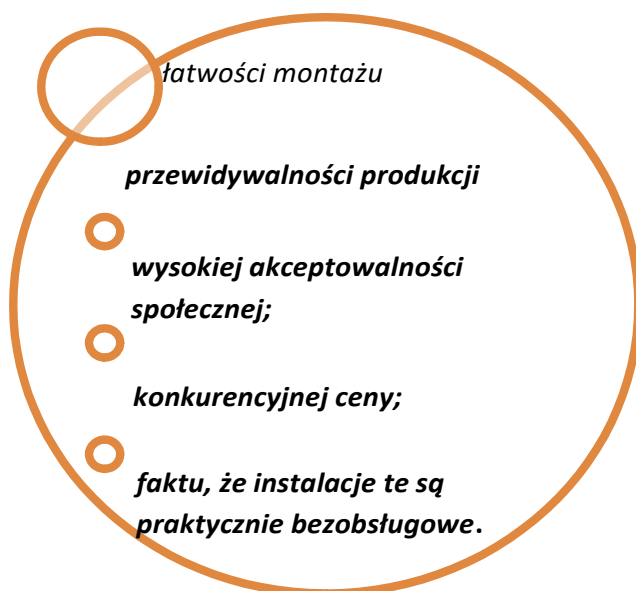 łatwości montażu
przewidywalności produkcji
wysokiej akceptowalności
społecznej;
konkurencyjnej ceny;
faktu, że instalacje te są
praktycznie bezobsługowe.